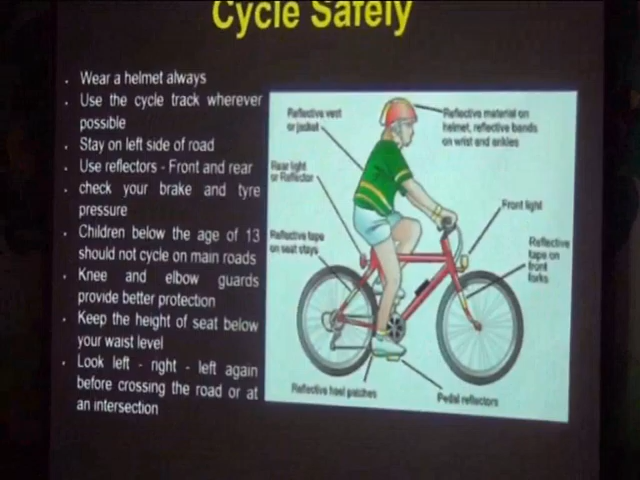 Cycle Safely
. Wear a helmet always
. Use the cycle track wherever
possible
. Stay on left side of road
. Use reflectors - Front and rear
. check your brake and tyre
pressure
. Children below the age of 13
should not cycle on main roads
. Knee and elbow guards
provide better protection
. Keep the height of seat below
your waist level
. Look left - right - left again
before crossing the road or at
an intersection
Reflective vest
or jacket
Reflective material on
helmet, reflective bands
on wrist and ankles
Rear light
or Reflector
Front light
Reflective tape
on seat stays
Reflective
tape on
front
forks
Reflective heel patches
Pedal reflectors